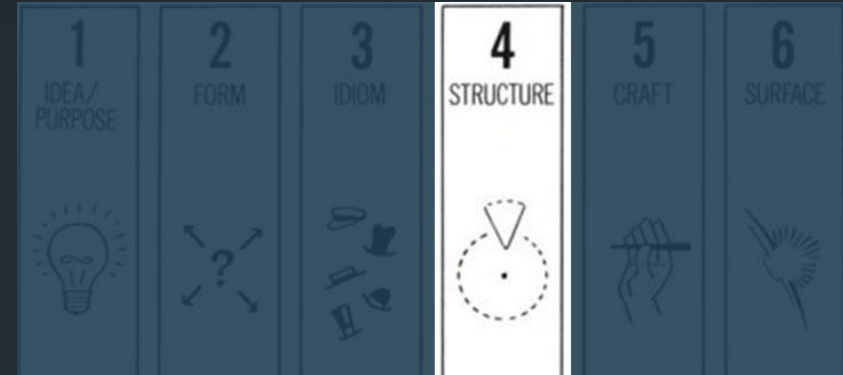 1
IDEA/
PURPOSE
2
FORM
3
IDIOM
4
STRUCTURE
5
CRAFT
6
SURFACE
?